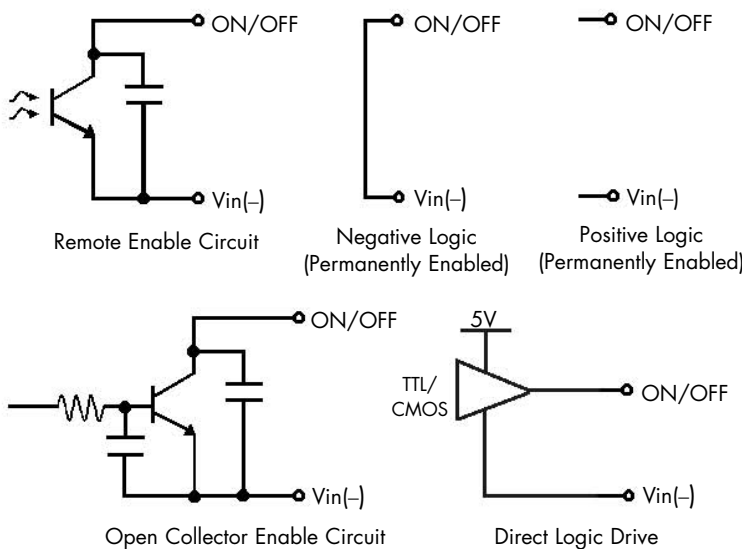 ON/OFF
Vin(–)
Remote Enable Circuit
ON/OFF
Vin(–)
Negative Logic
(Permanently Enabled)
ON/OFF
Vin(–)
Positive Logic
(Permanently Enabled)
ON/OFF
Vin(–)
Open Collector Enable Circuit
5V
TTL/
CMOS
ON/OFF
Vin(–)
Direct Logic Drive